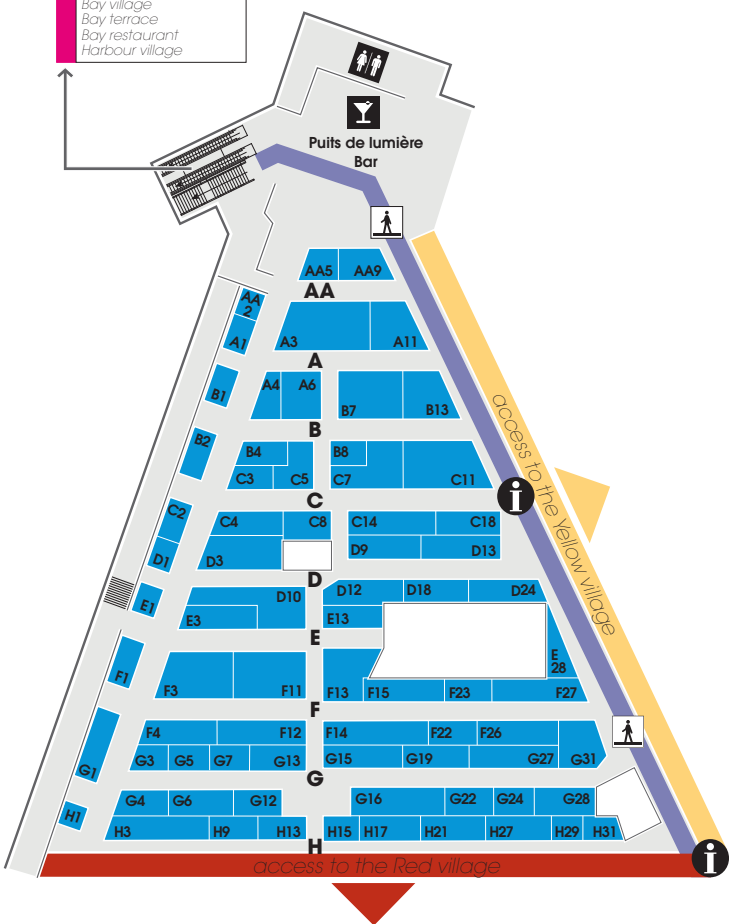 Bay village
Bay terrace
Bay restaurant
Harbour village
Puits de lumière
Bar
AA5 AA9
AA
AA
2
A1
A3 A11
A
A4 A6
B7 B13
B1
B
B2
B4 B8
C3 C5 C7 C11
C
i
C2
C4 C8 C14 C18
D1
D3 D9 D13
D
access to the Yellow village
E1
D10 D12 D18 D24
E3 E13
E
E
28
F1
F3 F11 F13 F15 F23 F27
F
F4 F12 F14 F22 F26
G1
G3 G5 G7 G13 G15 G19 G27 G31
G
G4 G6 G12 G16 G22 G24 G28
H1
H3 H9 H13 H15 H17 H21 H27 H29 H31
H
access to the Red village
i